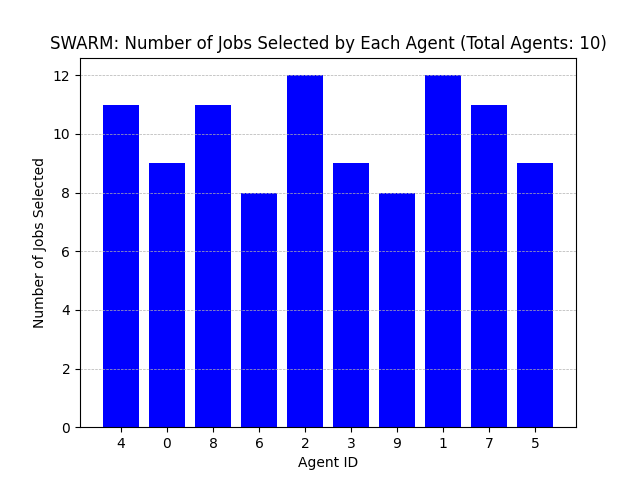 SWARM: Number of Jobs Selected by Each Agent (Total Agents: 10)
12
10
8
6
4
2
0
Number of Jobs Selected
4 0 8 6 2 3 9 1 7 5
Agent ID